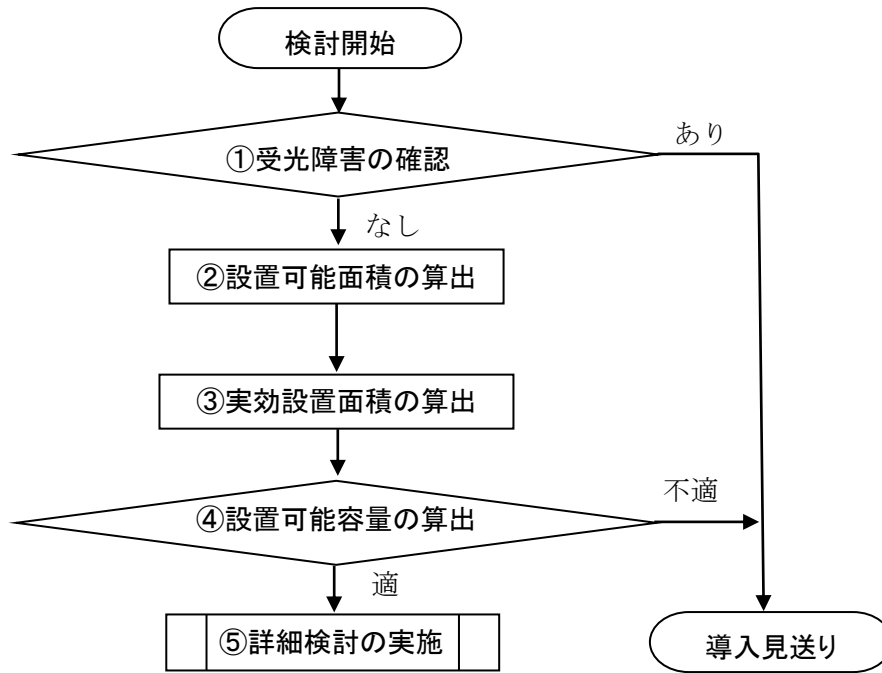 検討開始
①受光障害の確認
あり
なし
②設置可能面積の算出
③実効設置面積の算出
④設置可能容量の算出
不適
適
⑤詳細検討の実施
導入見送り